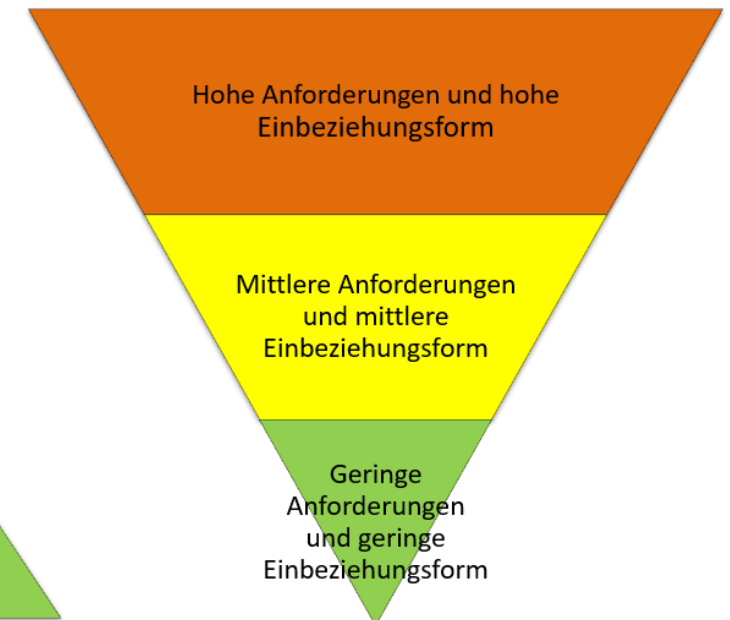 Hohe Anforderungen und hohe
Einbeziehungsform
Mittlere Anforderungen
und mittlere
Einbeziehungsform
Geringe
Anforderungen
und geringe
Einbeziehungsform